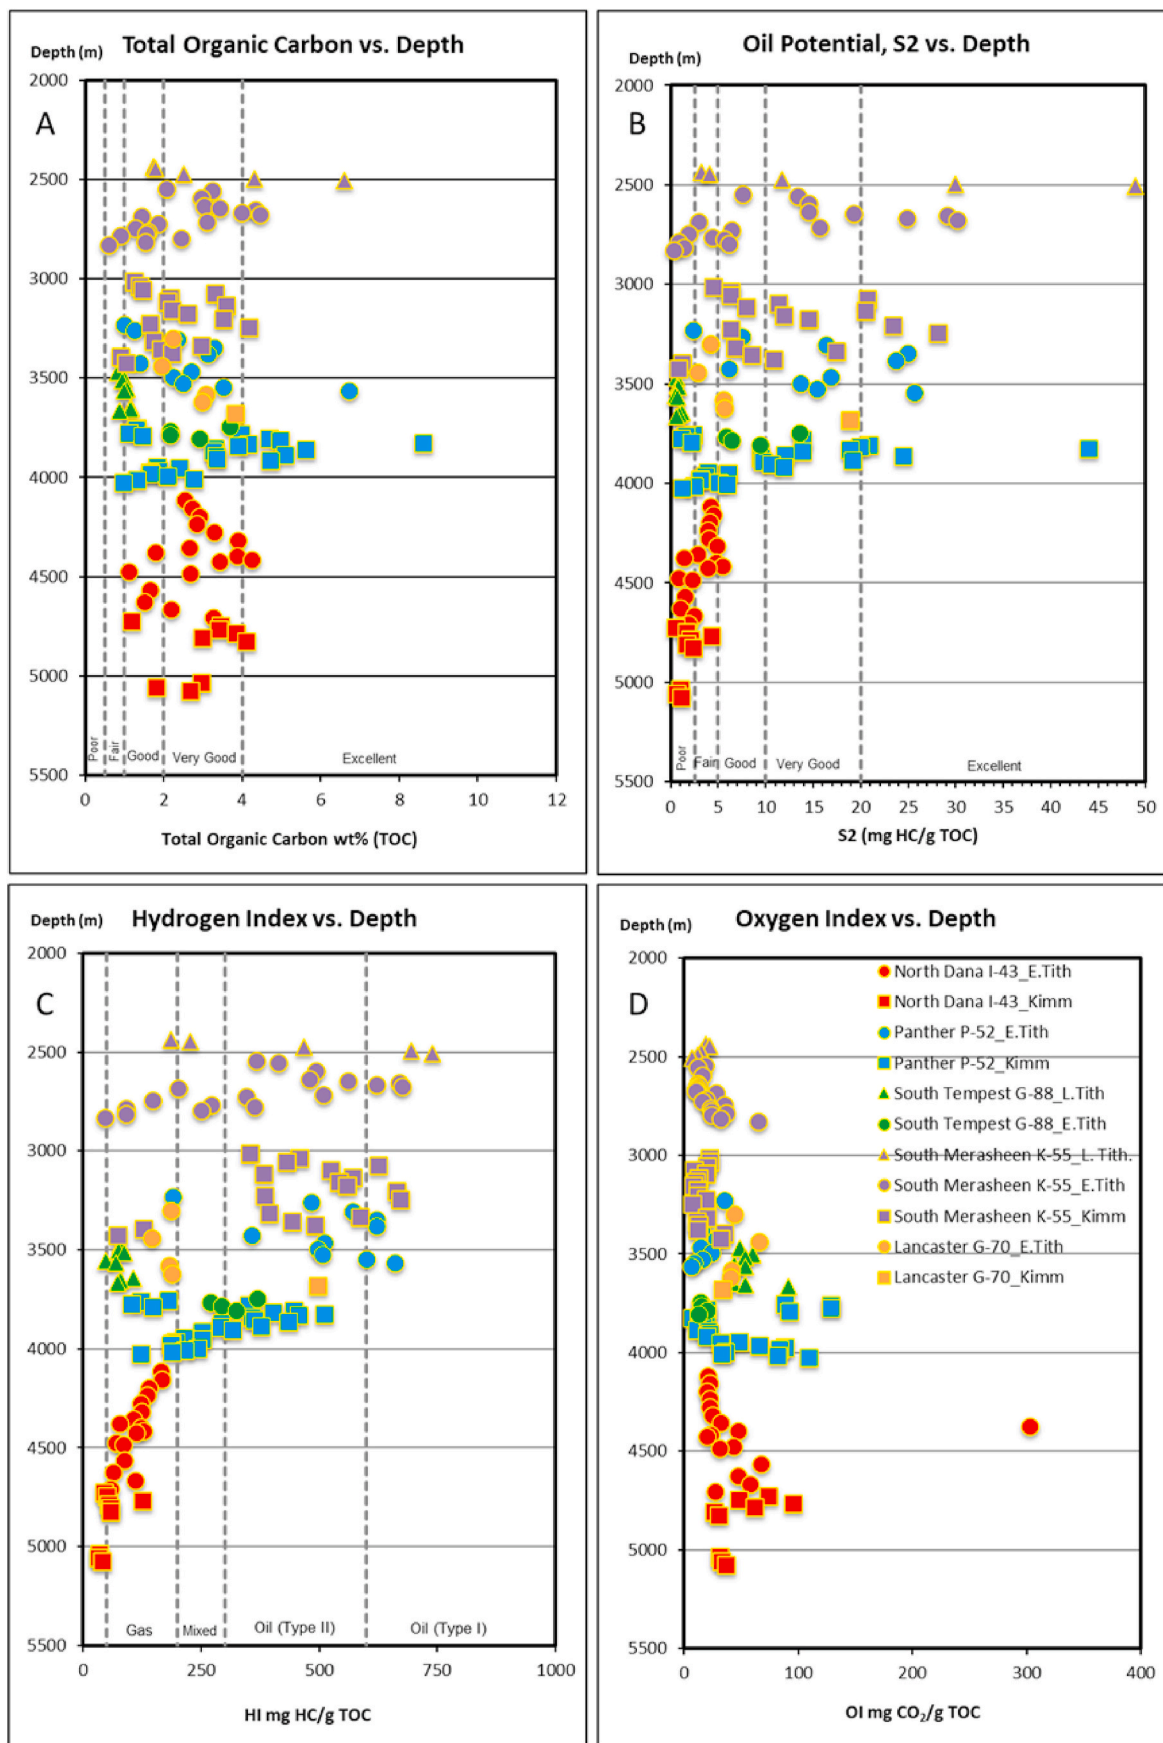 Depth (m) Total Organic Carbon vs. Depth
A
2000
2500
3000
3500
4000
4500
5000
5500
Poor Fair Good Very Good Excellent
0 2 4 6 8 10 12
Total Organic Carbon wt% (TOC)
Oil Potential, S2 vs. Depth
Depth (m)
B
2000
2500
3000
3500
4000
4500
5000
5500
Poor Fair Good Very Good Excellent
0 5 10 15 20 25 30 35 40 45 50
S2 (mg HC/g TOC)
Depth (m) Hydrogen Index vs. Depth
C
2000
2500
3000
3500
4000
4500
5000
5500
Gas Mixed Oil (Type II) Oil (Type I)
0 250 500 750 1000
HI mg HC/g TOC
Depth (m) Oxygen Index vs. Depth
D
2000
2500
3000
3500
4000
4500
5000
5500
North Dana I-43_E.Tith
North Dana I-43_Kimm
Panther P-52_E.Tith
Panther P-52_Kimm
South Tempest G-88_L.Tith
South Tempest G-88_E.Tith
South Merasheen K-55_L. Tith.
South Merasheen K-55_E.Tith
South Merasheen K-55_Kimm
Lancaster G-70_E.Tith
Lancaster G-70_Kimm
0 100 200 300 400
OI mg CO₂/g TOC